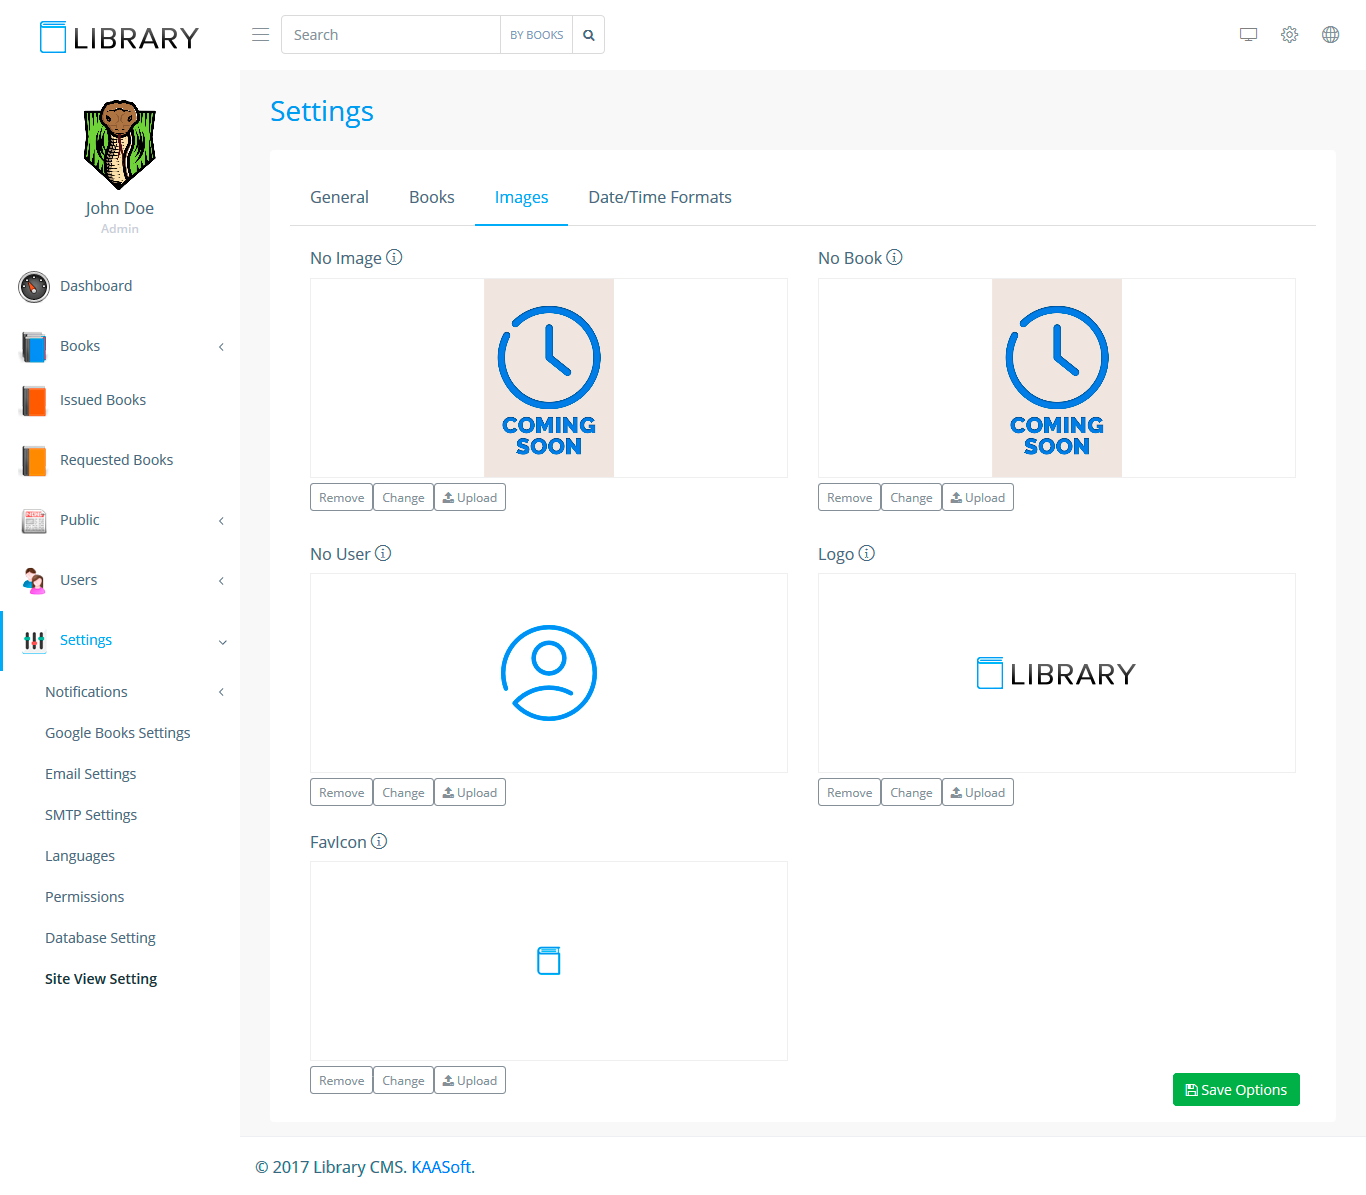 LIBRARY
Search
BY BOOKS
John Doe
Admin
Dashboard
Books
Issued Books
Requested Books
Public
Users
Settings
Notifications
Google Books Settings
Email Settings
SMTP Settings
Languages
Permissions
Database Setting
Site View Setting
Settings
General Books Images Date/Time Formats
No Image
COMING
SOON
Remove Change Upload
No Book
COMING
SOON
Remove Change Upload
No User
Remove Change Upload
Logo
LIBRARY
Remove Change Upload
FavIcon
Remove Change Upload
Save Options
© 2017 Library CMS. KAASoft.